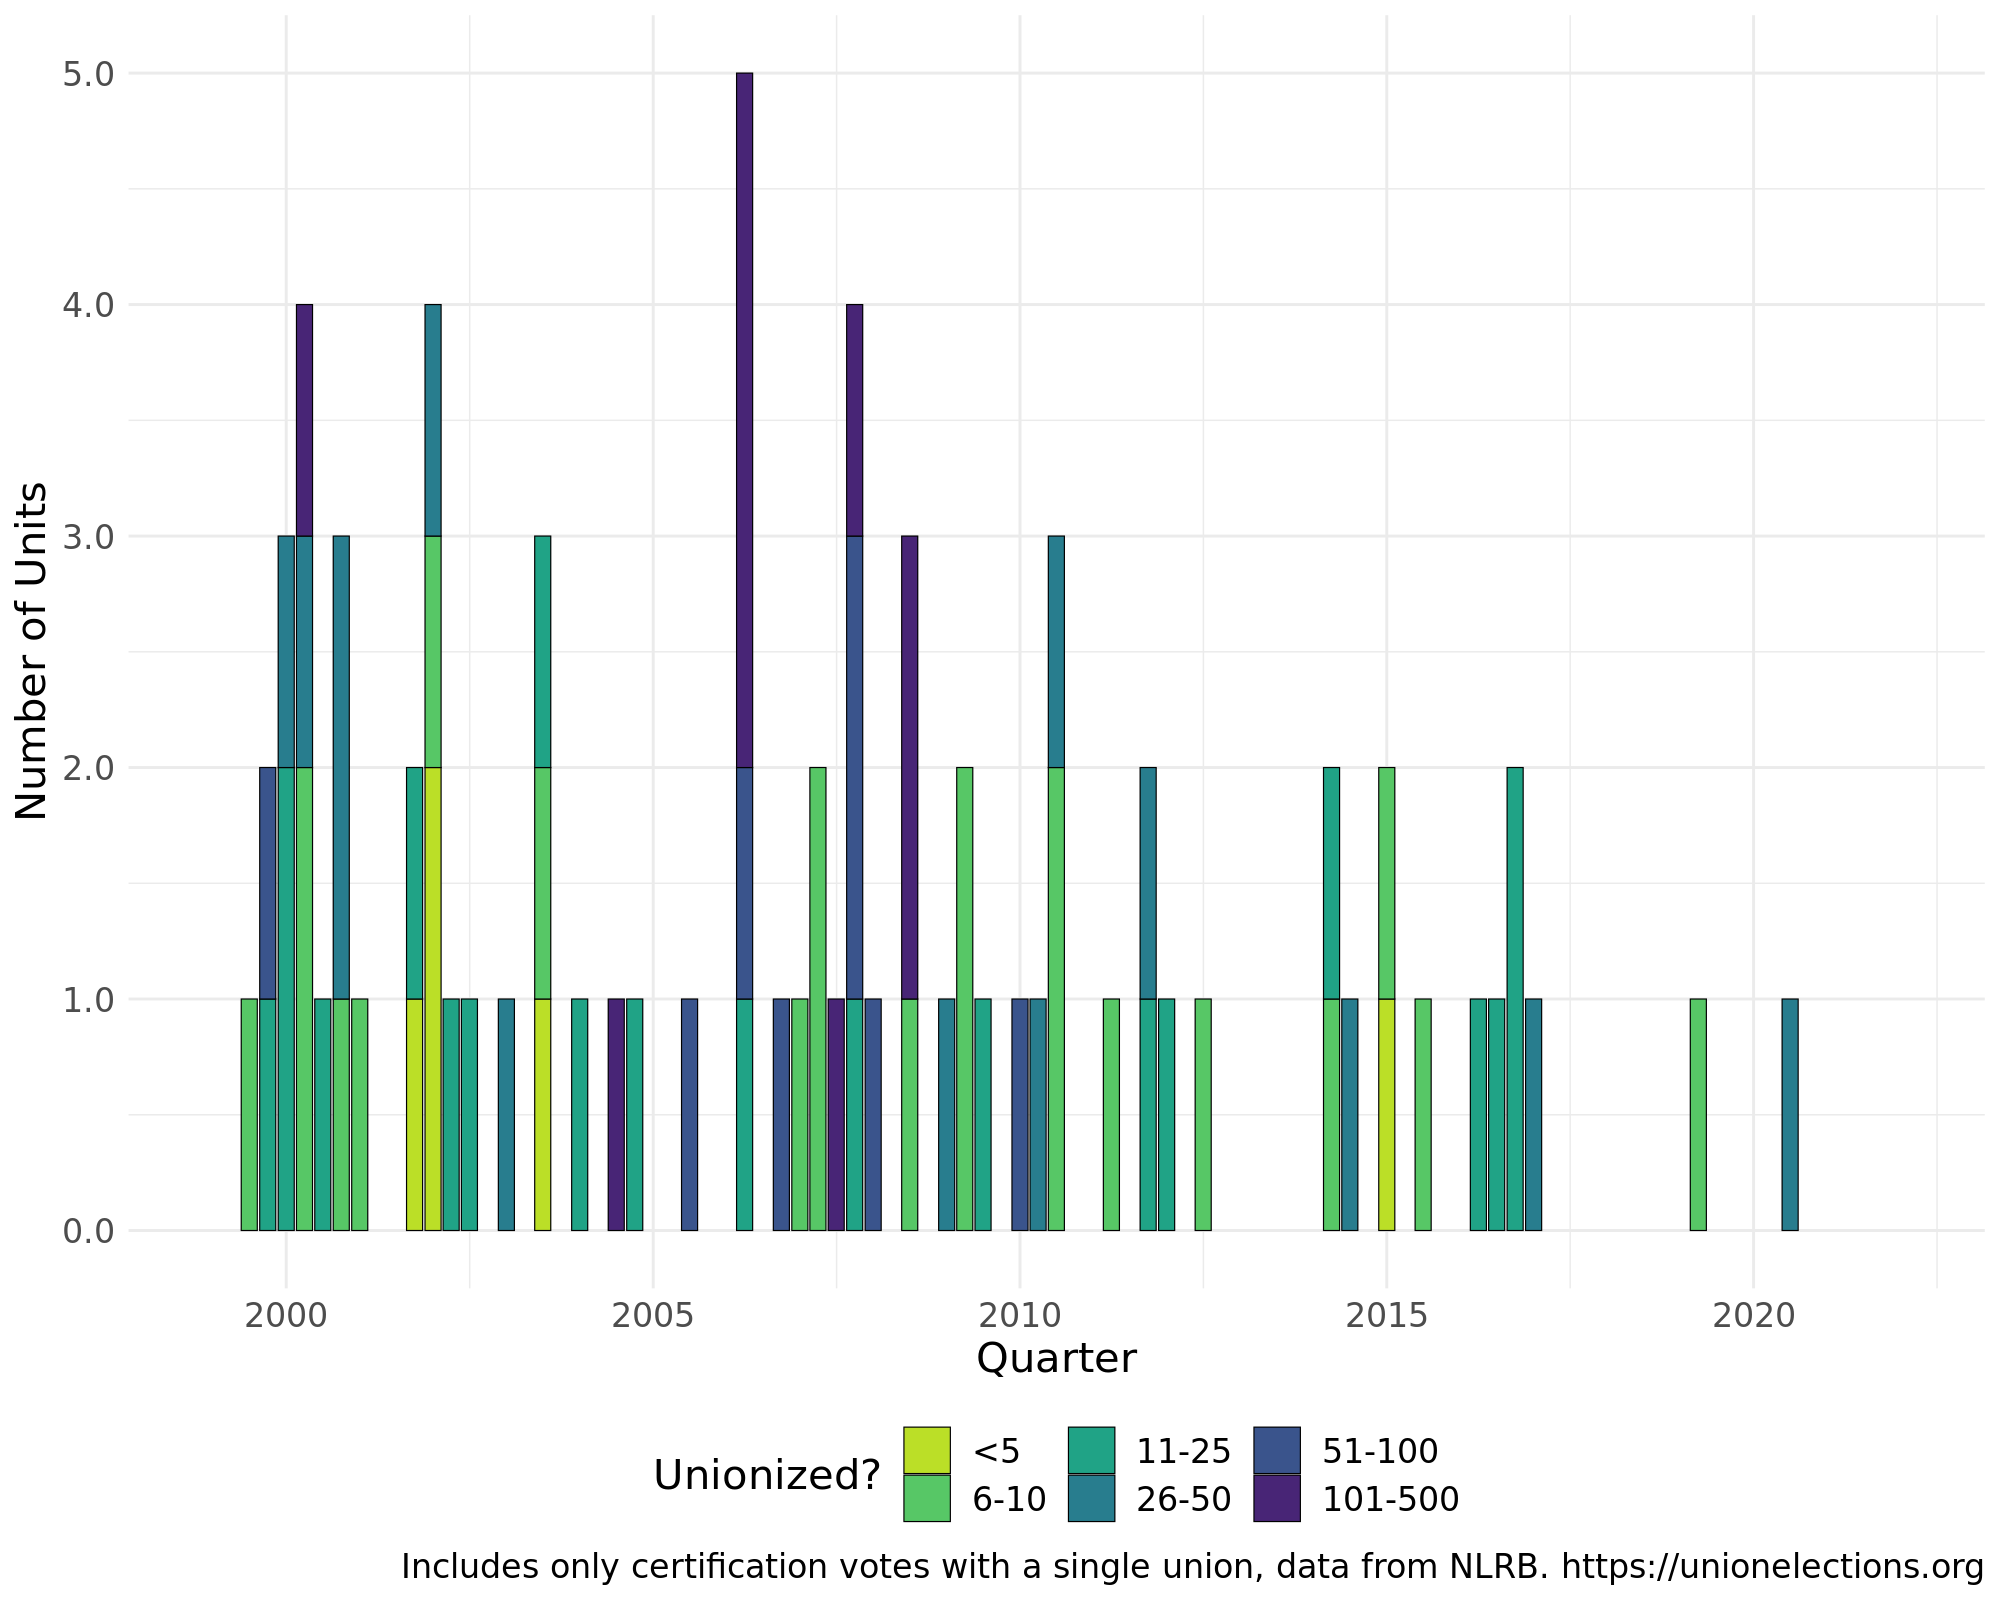 5.0
4.0
3.0
2.0
1.0
0.0
Number of Units
2000 2005 2010 2015 2020
Quarter
Unionized?
<5 11-25 51-100
6-10 26-50 101-500
Includes only certification votes with a single union, data from NLRB. https://unionelections.org